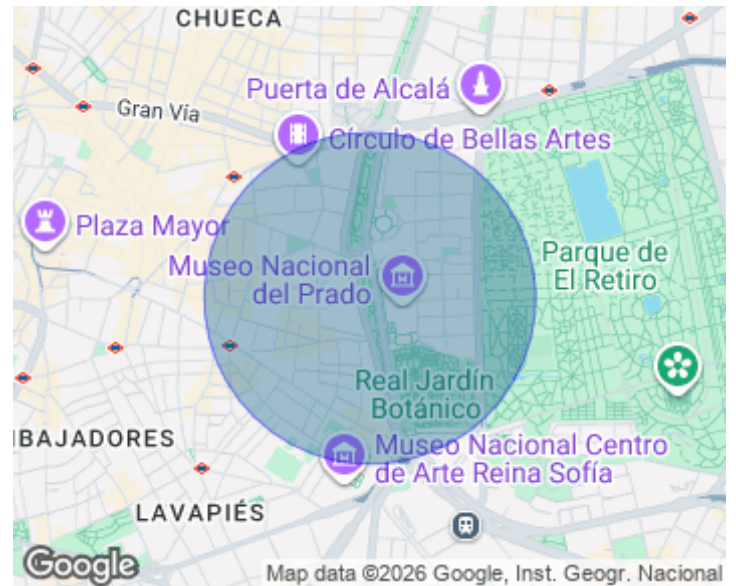 CHUECA
Puerta de Alcalá
Gran Vía
Círculo de Bellas Artes
Plaza Mayor
Museo Nacional
del Prado
Parque de
El Retiro
Real Jardín
Botánico
IBAJADORES
Museo Nacional Centro
de Arte Reina Sofía
LAVAPIÉS
Google
Map data ©2026 Google, Inst. Geogr. Nacional